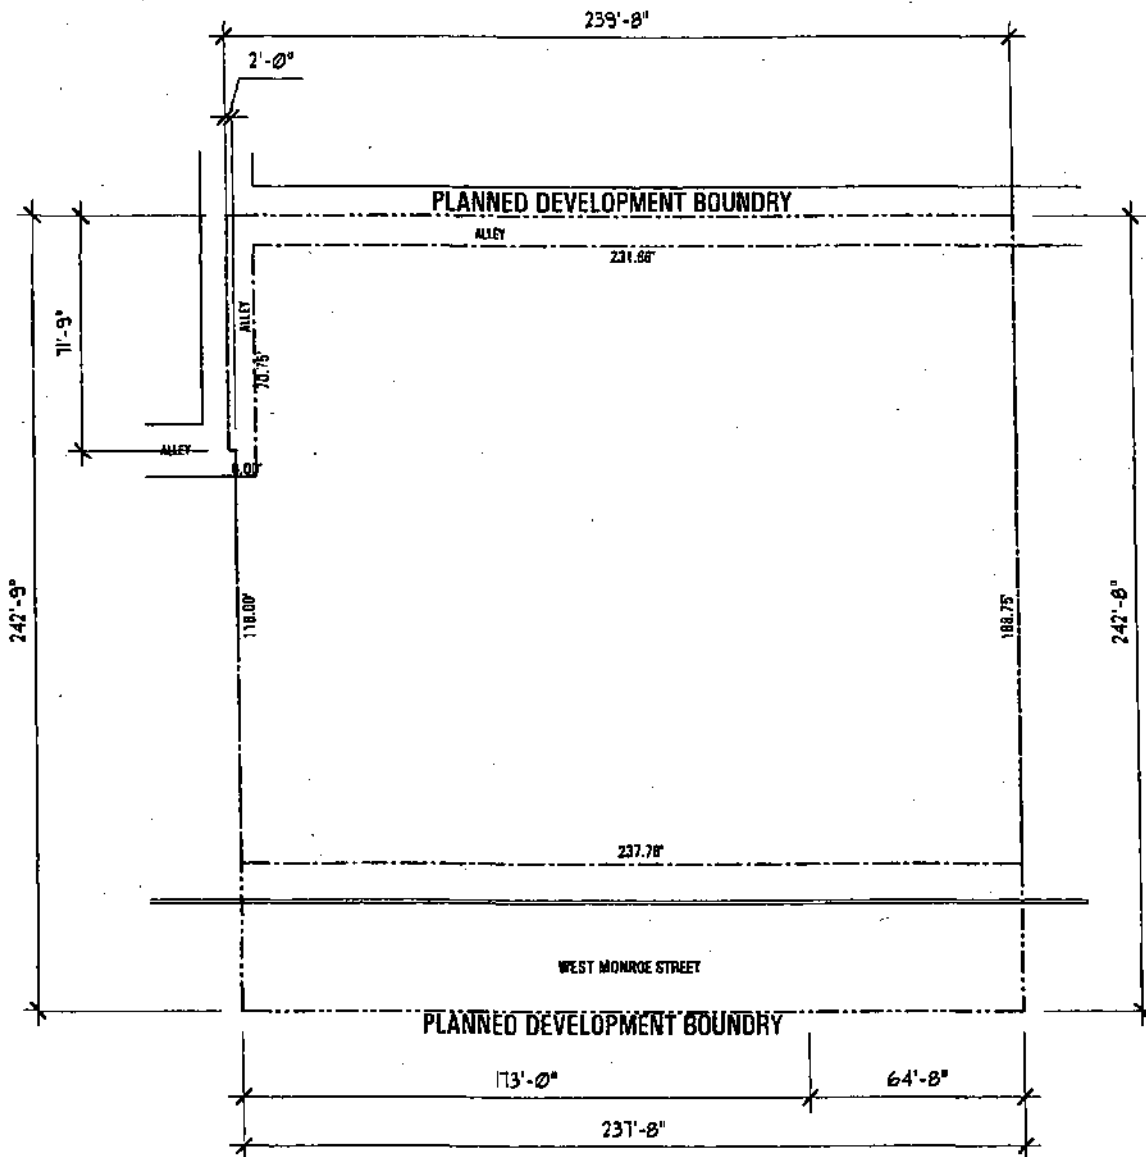 239'-8"
2'-0"
PLANNED DEVELOPMENT BOUNDRY
ALLEY
231.66'
71'-9"
ALLEY
70.75'
ALLEY
242'-9"
118.00'
188.75'
242'-8"
237.78'
WEST MONROE STREET
PLANNED DEVELOPMENT BOUNDRY
173'-0"
64'-8"
237'-8"